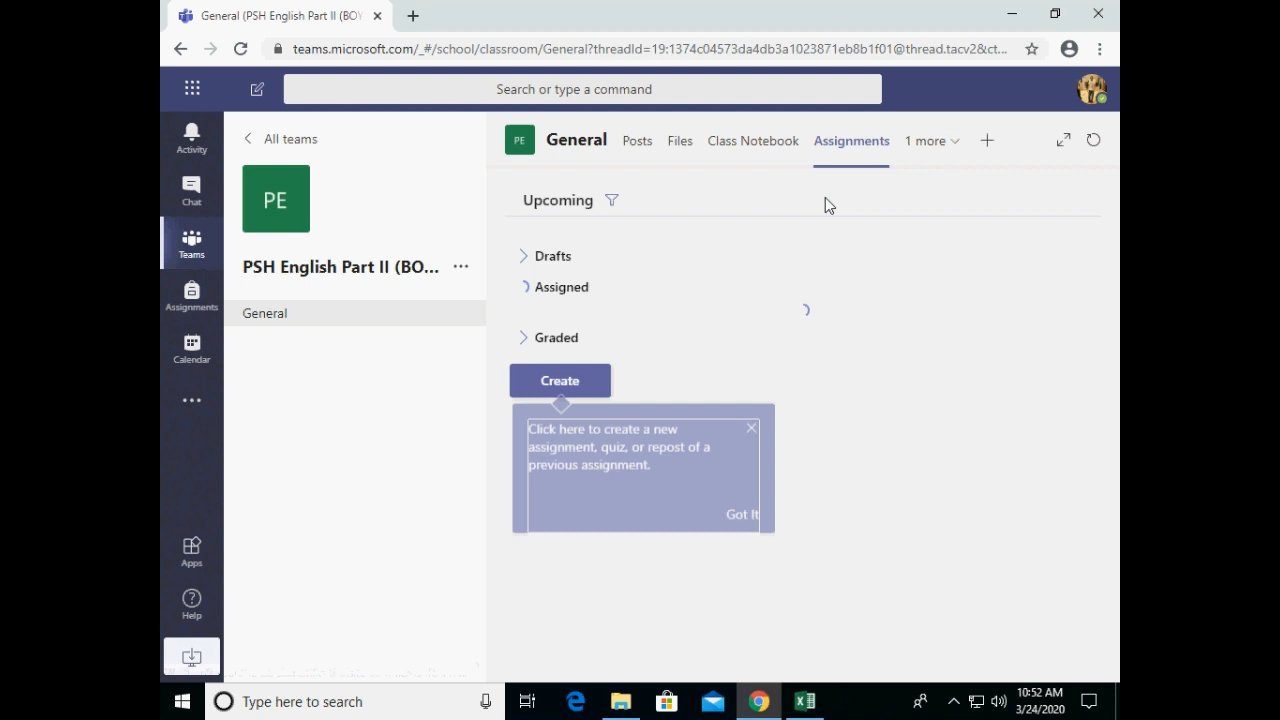 General (PSH English Part II (BOY
teams.microsoft.com/_#/school/classroom/General?threadId=19:1374c04573da4db3a1023871eb8b1f01@thread.tacv2&ct...
Search or type a command
Activity
Chat
Teams
Assignments
Calendar
Apps
Help
All teams
PE
PSH English Part II (BO...
General
PE
General
Posts
Files
Class Notebook
Assignments
1 more
Upcoming
Drafts
Assigned
Graded
Create
Click here to create a new
assignment, quiz, or repost of a
previous assignment.
Got It
Type here to search
10:52 AM
3/24/2020